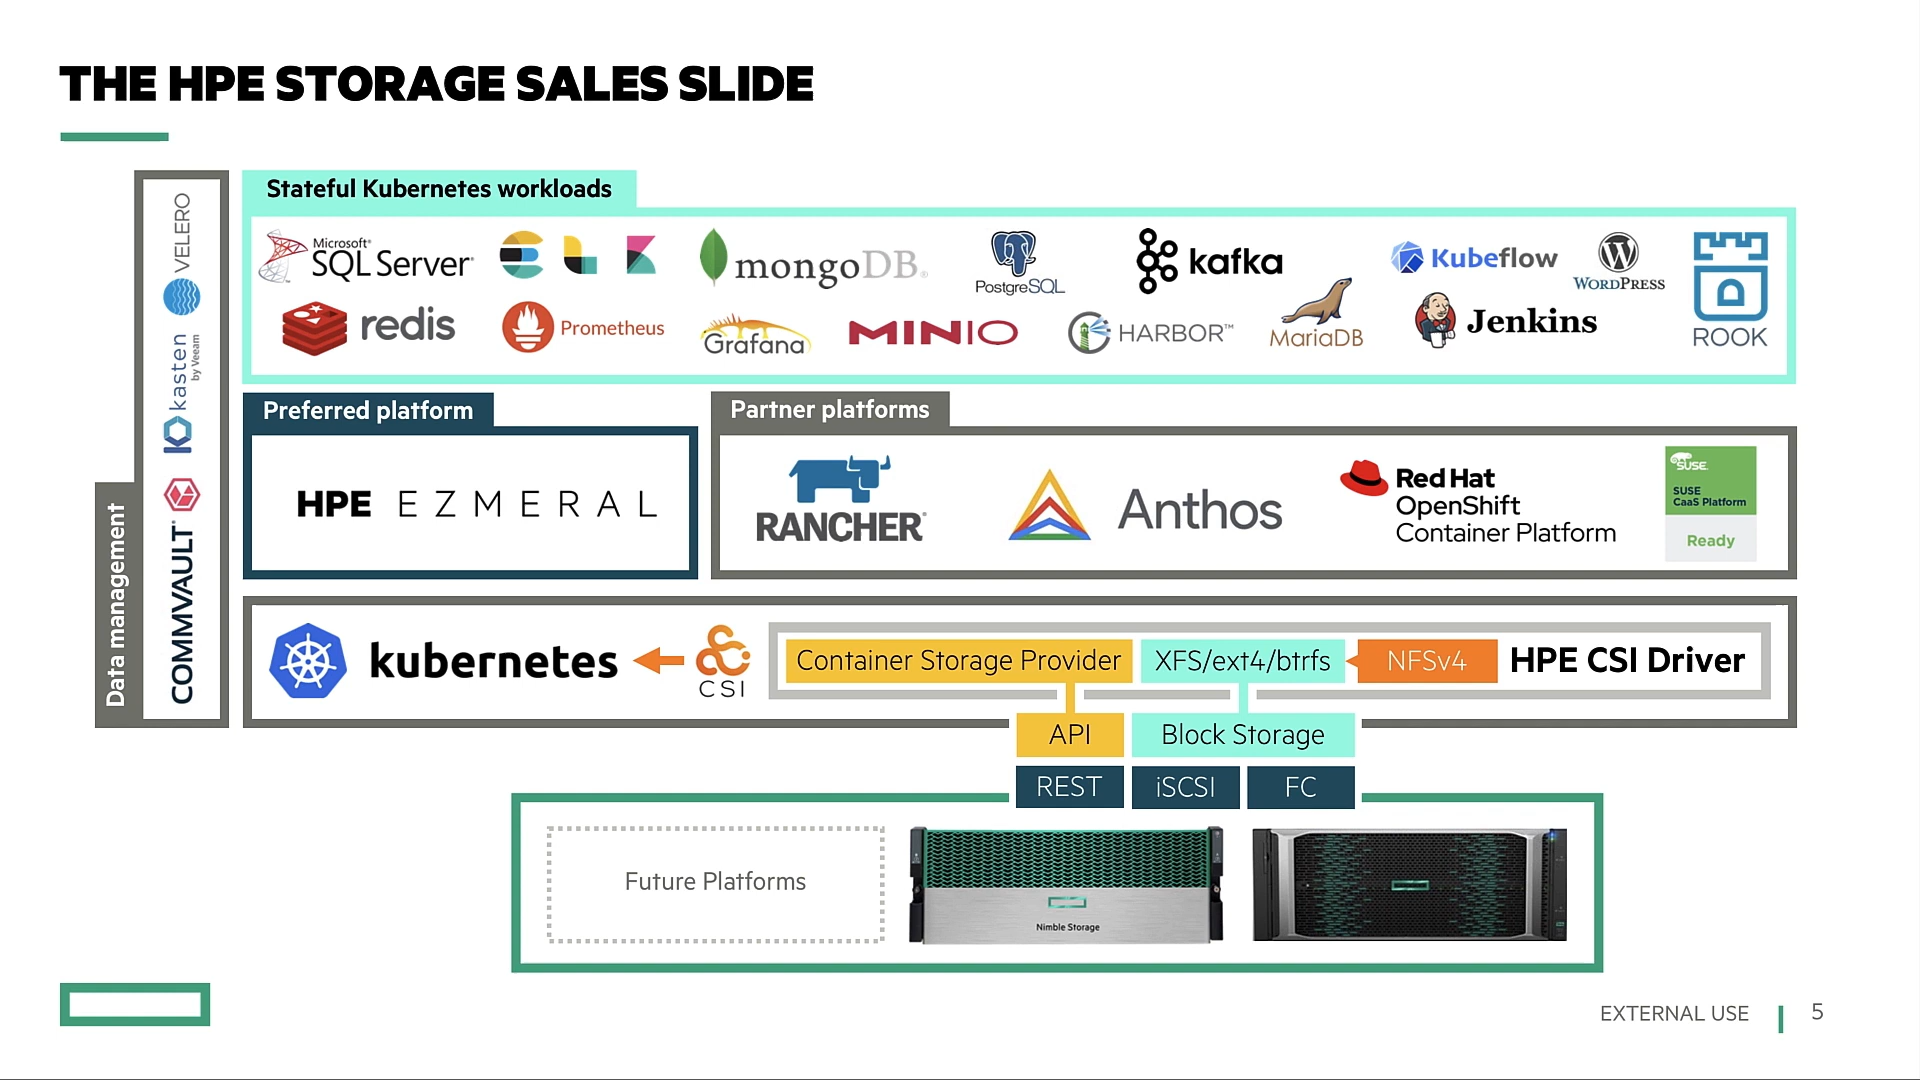 THE HPE STORAGE SALES SLIDE
Data management
VELERO
kasten
by Veeam
COMMVAULT
Stateful Kubernetes workloads
Microsoft®
SQL Server®
mongoDB®
PostgreSQL
kafka
Kubeflow
WORDPRESS
redis
Prometheus
Grafana
MINIO
HARBOR™
MariaDB
Jenkins
ROOK
Preferred platform
HPE EZMERAL
Partner platforms
RANCHER®
Anthos
Red Hat
OpenShift
Container Platform
SUSE
SUSE
CaaS Platform
Ready
kubernetes
CSI
Container Storage Provider
XFS/ext4/btrfs
NFSv4
HPE CSI Driver
API
Block Storage
REST
iSCSI
FC
Future Platforms
Nimble Storage
EXTERNAL USE
5